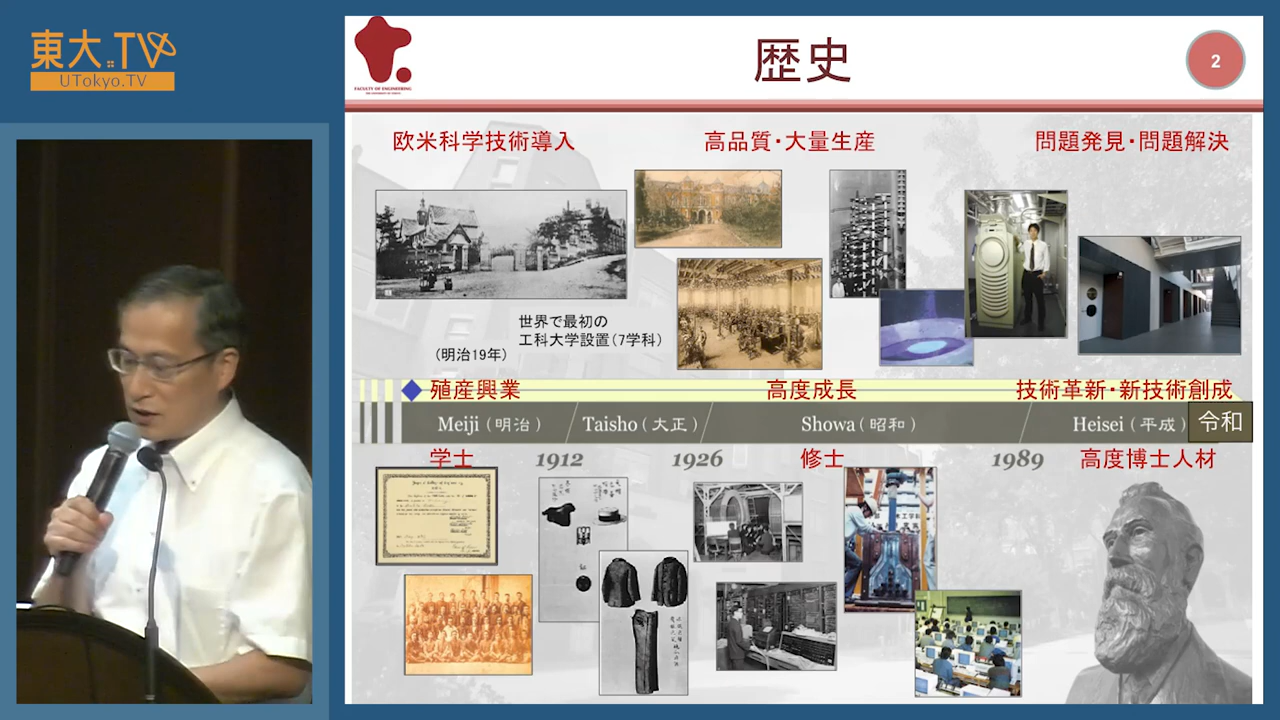 東大.TV
UTokyo.TV
FACULTY OF ENGINEERING
歴史
2
欧米科学技術導入
高品質・大量生産
問題発見・問題解決
世界で最初の
工科大学設置(7学科)
(明治19年)
殖産興業
高度成長
技術革新・新技術創成
Meiji (明治)
Taisho (大正)
Showa (昭和)
Heisei (平成)
令和
学士
1912
1926
修士
1989
高度博士人材